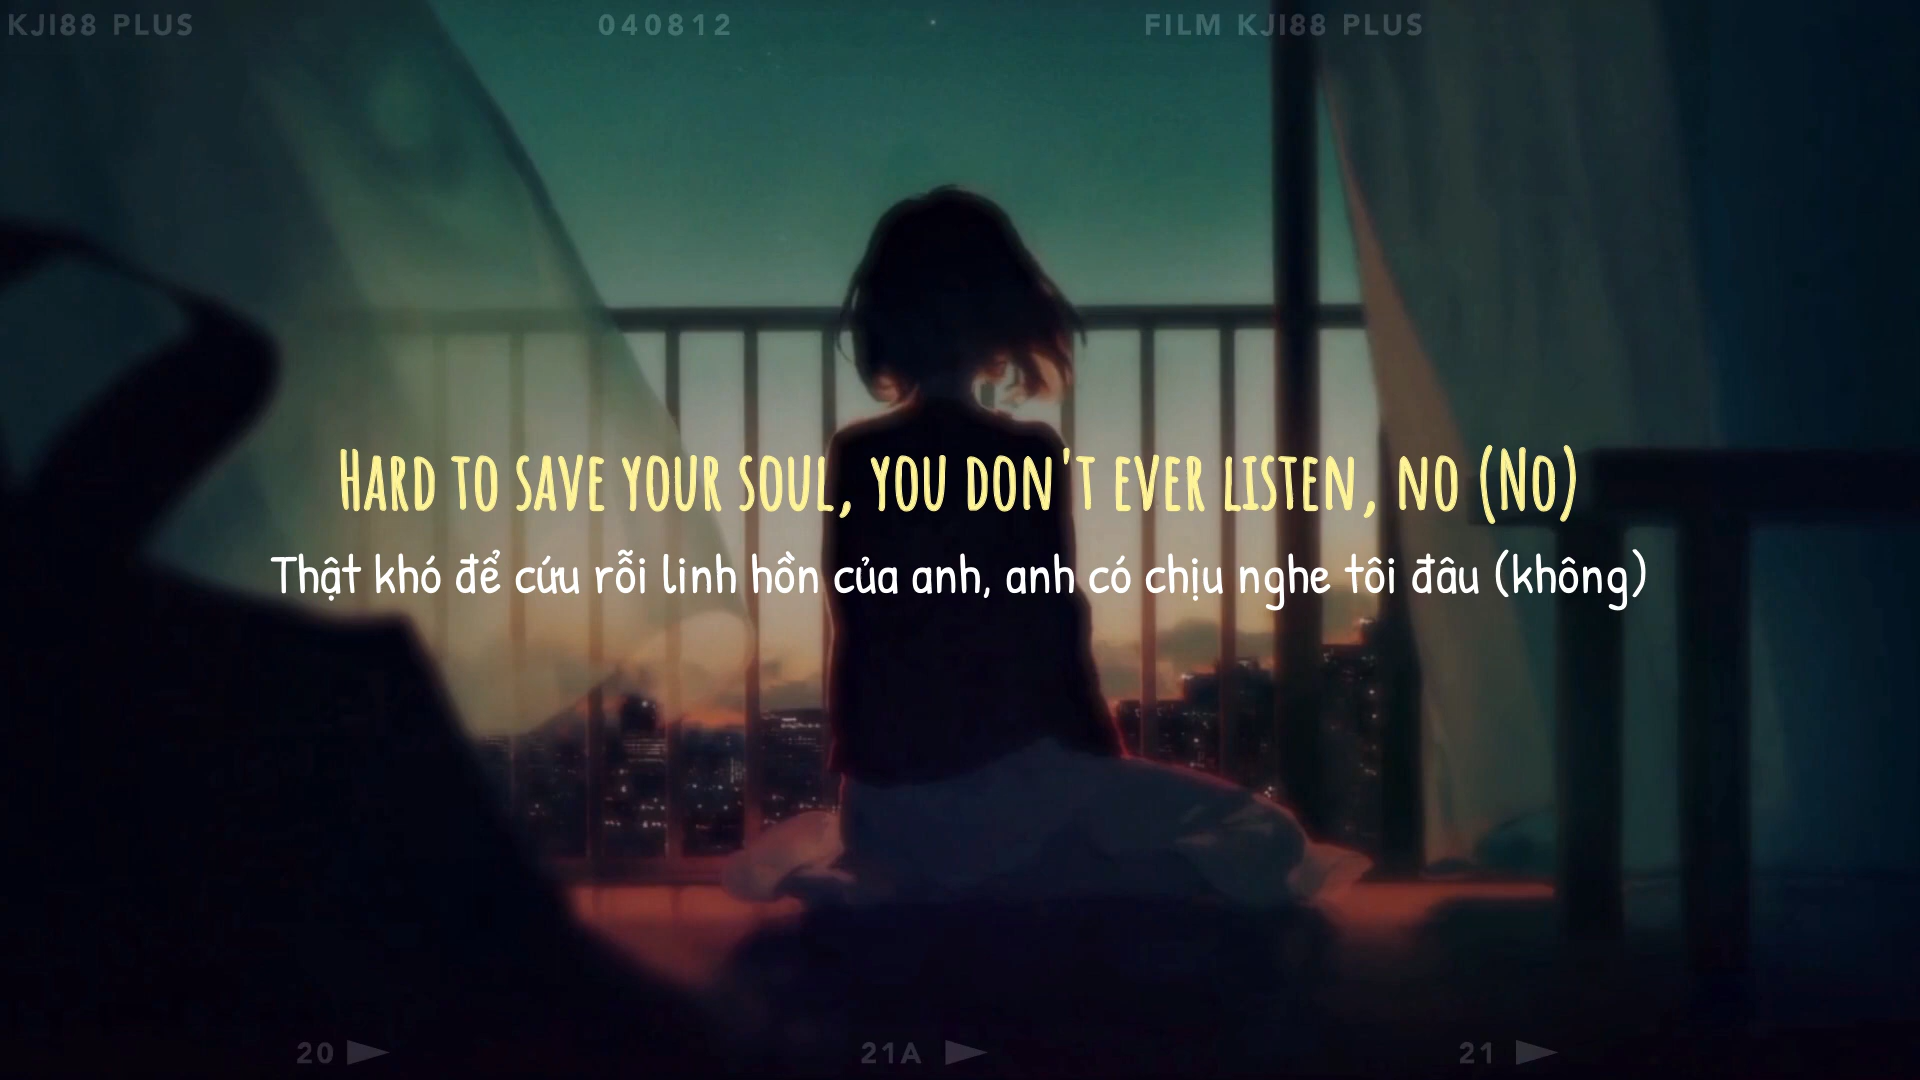 KJI88 PLUS 040812 FILM KJI88 PLUS
Hard to save your soul, you don't ever listen, no (No)
Thật khó để cứu rỗi linh hồn của anh, anh có chịu nghe tôi đâu (không)
20 21A 21